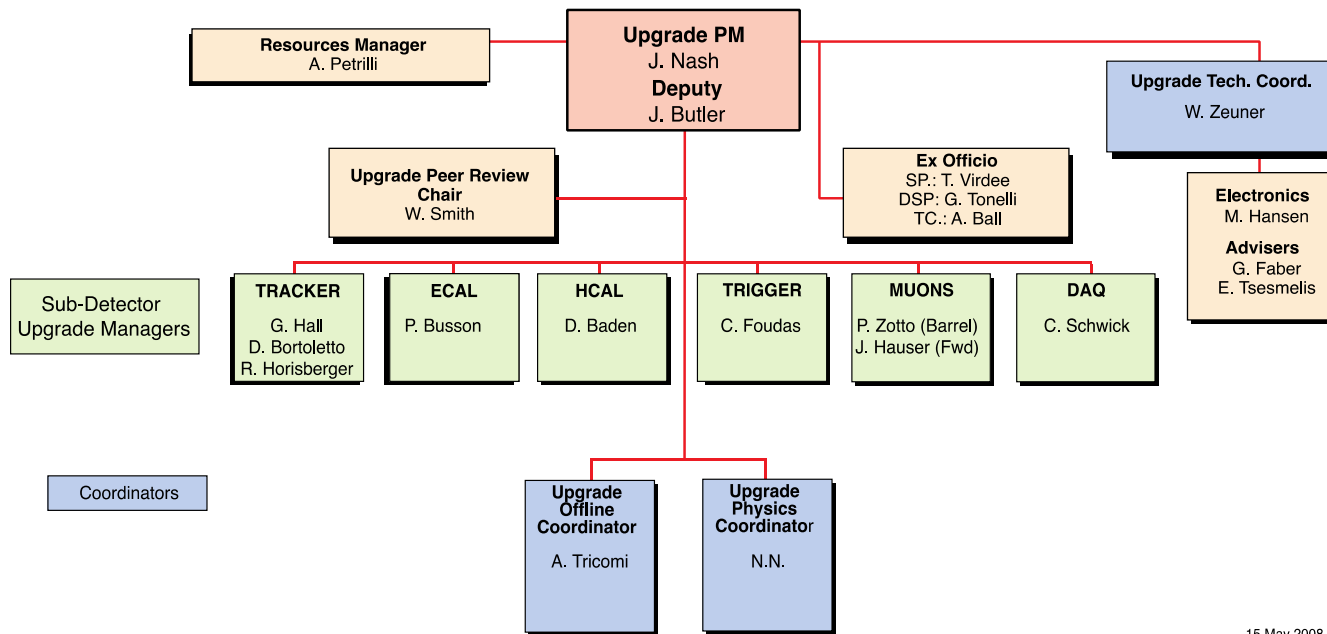 Resources Manager
A. Petrilli
Upgrade PM
J. Nash
Deputy
J. Butler
Upgrade Tech. Coord.
W. Zeuner
Upgrade Peer Review
Chair
W. Smith
Ex Officio
SP.: T. Virdee
DSP: G. Tonelli
TC.: A. Ball
Electronics
M. Hansen
Advisers
G. Faber
E. Tsesmelis
Sub-Detector
Upgrade Managers
TRACKER
G. Hall
D. Bortoletto
R. Horisberger
ECAL
P. Busson
HCAL
D. Baden
TRIGGER
C. Foudas
MUONS
P. Zotto (Barrel)
J. Hauser (Fwd)
DAQ
C. Schwick
Coordinators
Upgrade
Offline
Coordinator
A. Tricomi
Upgrade
Physics
Coordinator
N.N.
15 May 2008